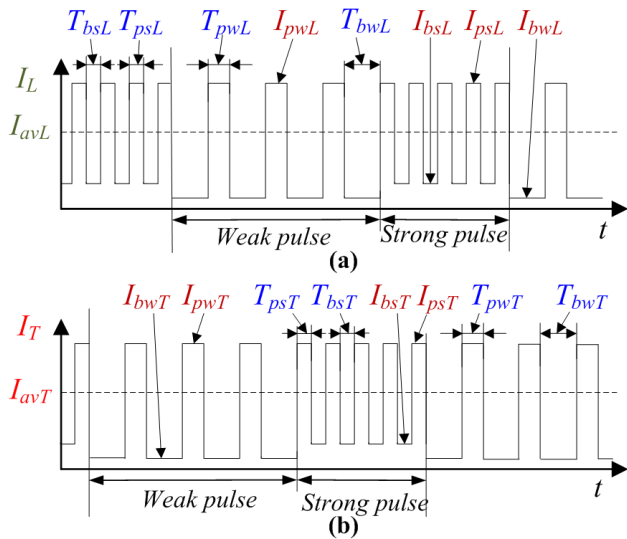 T_bsL T_psL T_pwL I_pwL T_bwL I_bsL I_psL I_bwL
I_L
I_avL
Weak pulse Strong pulse t
(a)
I_bwT I_pwT T_psT T_bsT I_bsT I_psT T_pwT T_bwT
I_T
I_avT
Weak pulse Strong pulse t
(b)